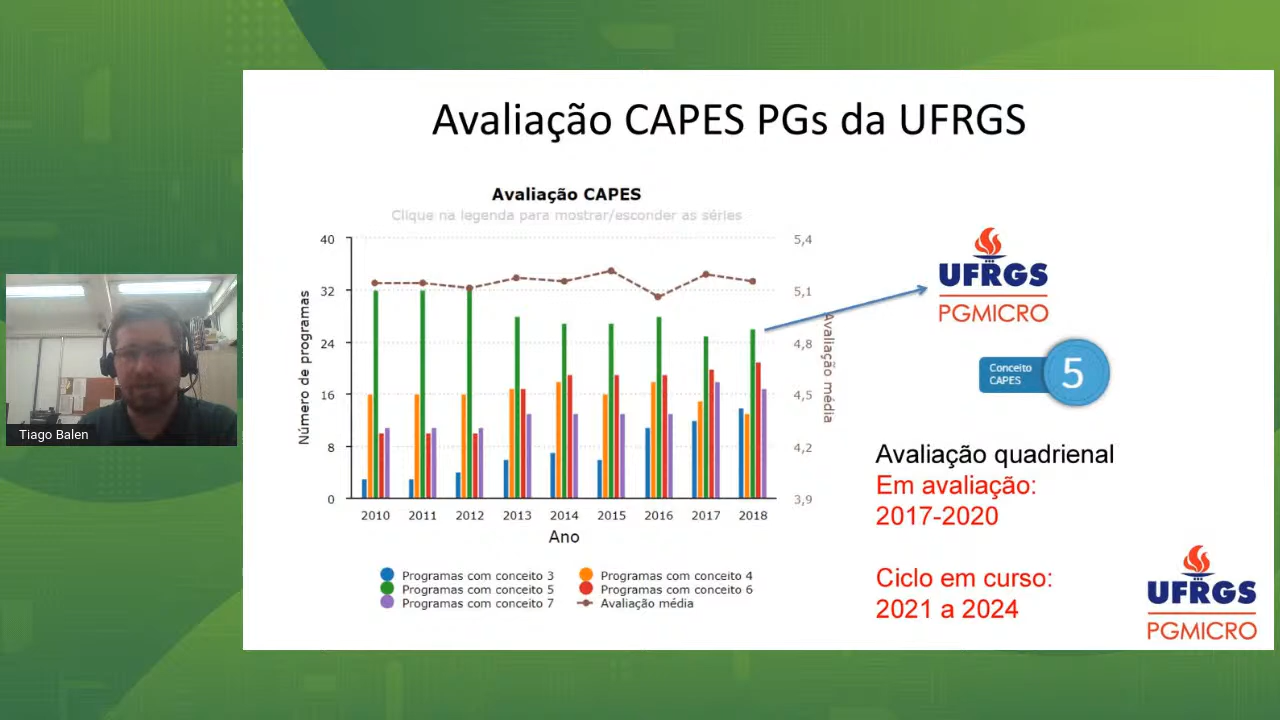 Avaliação CAPES PGs da UFRGS
Avaliação CAPES
Clique na legenda para mostrar/esconder as séries
40
32
24
16
8
0
Número de programas
5,4
5,1
4,8
4,5
4,2
3,9
Avaliação média
2010 2011 2012 2013 2014 2015 2016 2017 2018
Ano
Programas com conceito 3
Programas com conceito 4
Programas com conceito 5
Programas com conceito 6
Programas com conceito 7
Avaliação média
UFRGS
PGMICRO
Conceito
CAPES
5
Avaliação quadrienal
Em avaliação:
2017-2020
Ciclo em curso:
2021 a 2024
UFRGS
PGMICRO
Tiago Balen